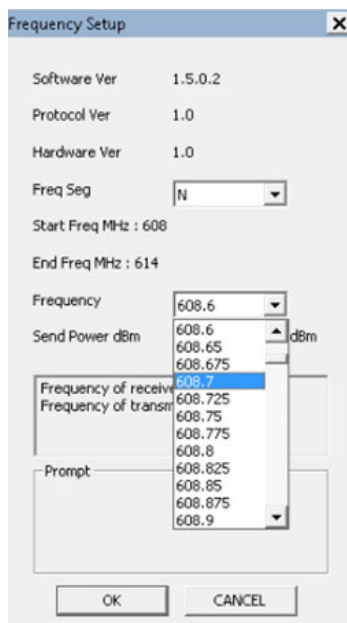 Frequency Setup
Software Ver 1.5.0.2
Protocol Ver 1.0
Hardware Ver 1.0
Freq Seg N
Start Freq MHz : 608
End Freq MHz : 614
Frequency 608.6
Send Power dBm dBm
608.6
608.65
608.675
608.7
608.725
608.75
608.775
608.8
608.825
608.85
608.875
608.9
Frequency of receive
Frequency of transm
Prompt
OK CANCEL